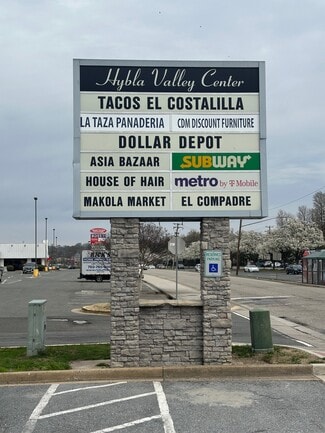 Hybla Valley Center
TACOS EL COSTALILLA
LA TAZA PANADERIA
CDM DISCOUNT FURNITURE
DOLLAR DEPOT
ASIA BAZAAR
SUBWAY
HOUSE OF HAIR
metro by T Mobile
MAKOLA MARKET
EL COMPADRE